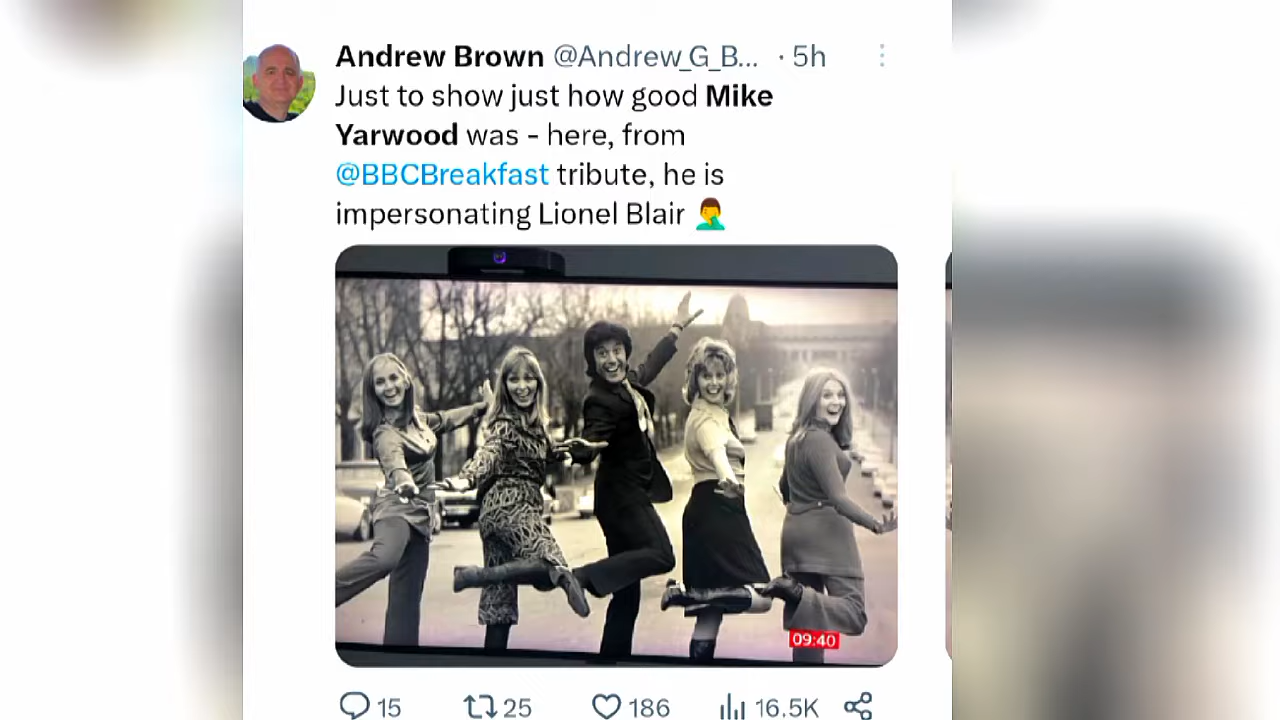 Andrew Brown @Andrew_G_B... · 5h
Just to show just how good Mike
Yarwood was - here, from
@BBCBreakfast tribute, he is
impersonating Lionel Blair 🤦‍♂️
09:40
15 25 186 16.5K